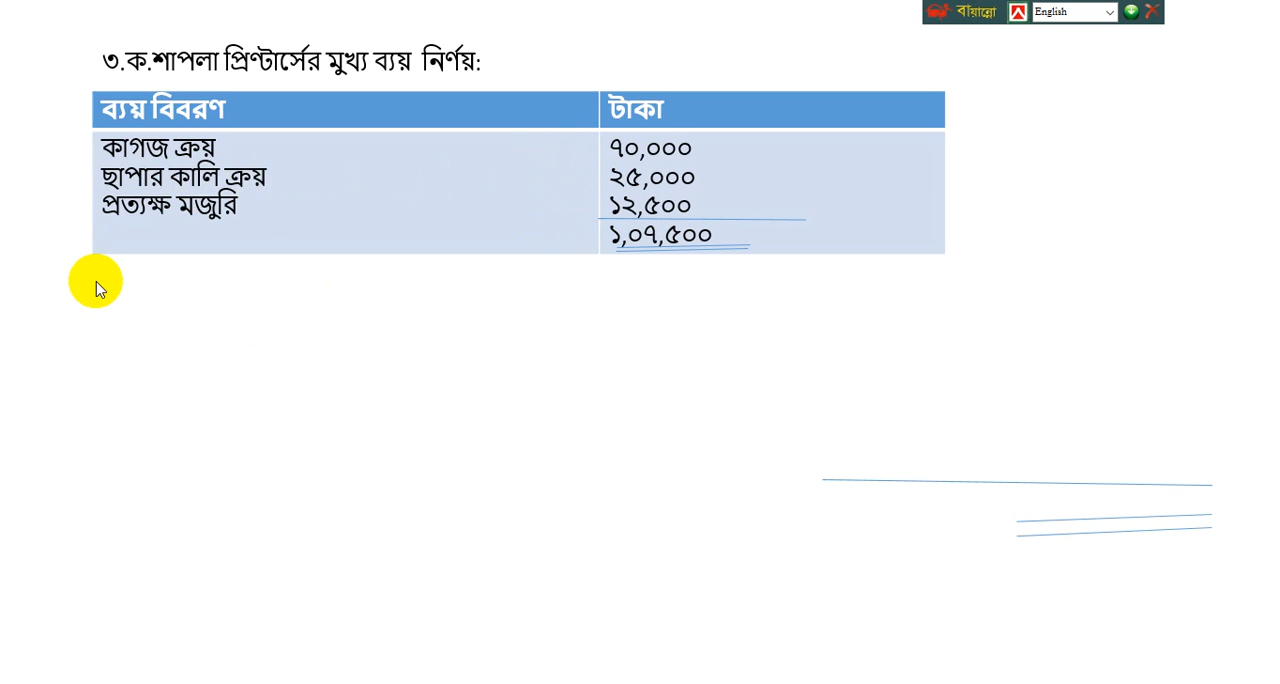 বাঁয়ান্নো English
৩.ক.শাপলা প্রিণ্টার্সের মুখ্য ব্যয় নির্ণয়:
ব্যয় বিবরণ টাকা
কাগজ ক্রয় ৭০,০০০
ছাপার কালি ক্রয় ২৫,০০০
প্রত্যক্ষ মজুরি ১২,৫০০
১,০৭,৫০০